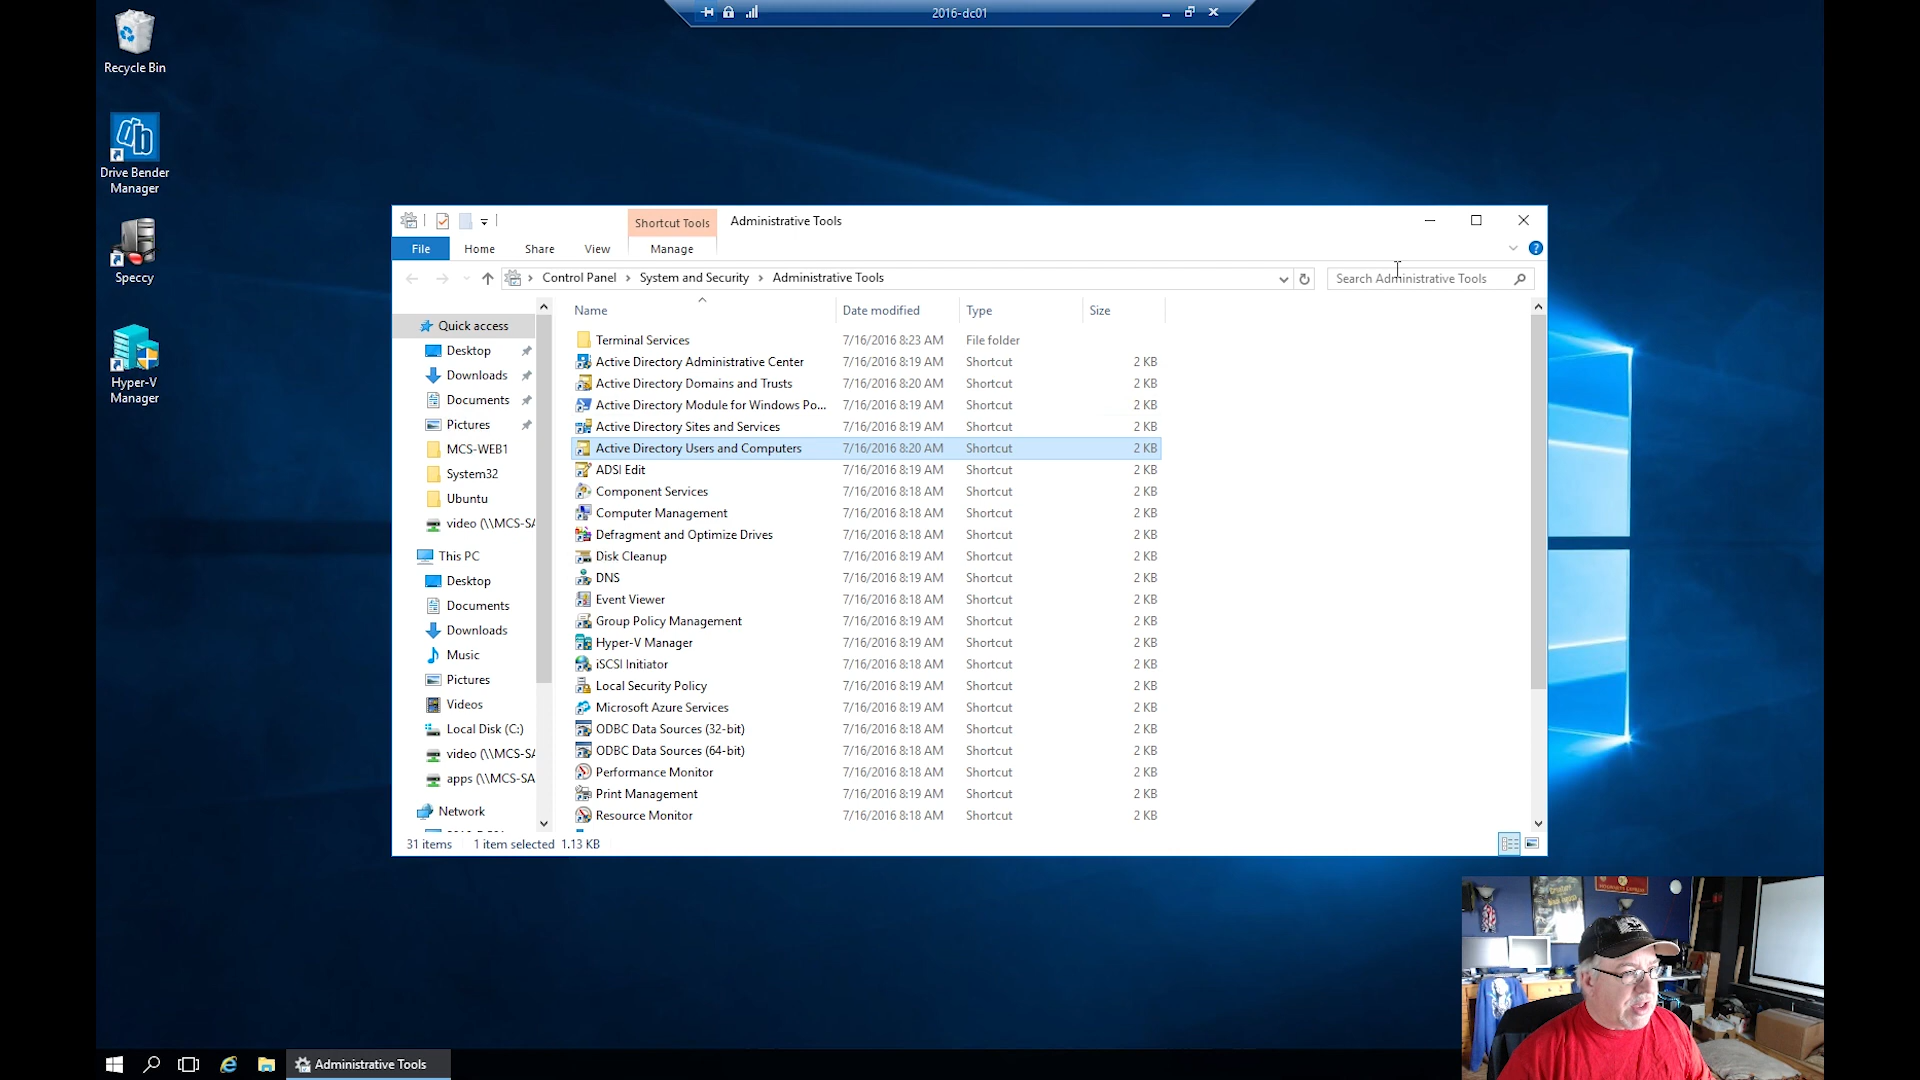 2016-dc01
Recycle Bin
Drive Bender
Manager
Speccy
Hyper-V
Manager
Shortcut Tools
Administrative Tools
File
Home
Share
View
Manage
Control Panel > System and Security > Administrative Tools
Search Administrative Tools
Quick access
Desktop
Downloads
Documents
Pictures
MCS-WEB1
System32
Ubuntu
video (\\MCS-SA
This PC
Desktop
Documents
Downloads
Music
Pictures
Videos
Local Disk (C:)
video (\\MCS-SA
apps (\\MCS-SA
Network
Name Date modified Type Size
Terminal Services 7/16/2016 8:23 AM File folder
Active Directory Administrative Center 7/16/2016 8:19 AM Shortcut 2 KB
Active Directory Domains and Trusts 7/16/2016 8:20 AM Shortcut 2 KB
Active Directory Module for Windows Po... 7/16/2016 8:19 AM Shortcut 2 KB
Active Directory Sites and Services 7/16/2016 8:19 AM Shortcut 2 KB
Active Directory Users and Computers 7/16/2016 8:20 AM Shortcut 2 KB
ADSI Edit 7/16/2016 8:19 AM Shortcut 2 KB
Component Services 7/16/2016 8:18 AM Shortcut 2 KB
Computer Management 7/16/2016 8:18 AM Shortcut 2 KB
Defragment and Optimize Drives 7/16/2016 8:18 AM Shortcut 2 KB
Disk Cleanup 7/16/2016 8:19 AM Shortcut 2 KB
DNS 7/16/2016 8:19 AM Shortcut 2 KB
Event Viewer 7/16/2016 8:18 AM Shortcut 2 KB
Group Policy Management 7/16/2016 8:19 AM Shortcut 2 KB
Hyper-V Manager 7/16/2016 8:19 AM Shortcut 2 KB
iSCSI Initiator 7/16/2016 8:18 AM Shortcut 2 KB
Local Security Policy 7/16/2016 8:19 AM Shortcut 2 KB
Microsoft Azure Services 7/16/2016 8:19 AM Shortcut 2 KB
ODBC Data Sources (32-bit) 7/16/2016 8:18 AM Shortcut 2 KB
ODBC Data Sources (64-bit) 7/16/2016 8:18 AM Shortcut 2 KB
Performance Monitor 7/16/2016 8:18 AM Shortcut 2 KB
Print Management 7/16/2016 8:19 AM Shortcut 2 KB
Resource Monitor 7/16/2016 8:18 AM Shortcut 2 KB
31 items 1 item selected 1.13 KB
Administrative Tools